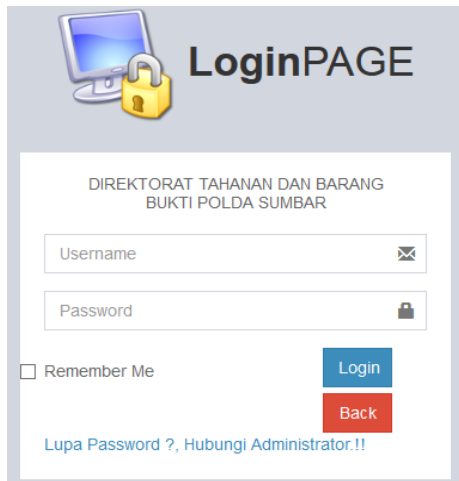 LoginPAGE
DIREKTORAT TAHANAN DAN BARANG
BUKTI POLDA SUMBAR
Username
Password
Remember Me
Login
Back
Lupa Password ?, Hubungi Administrator.!!